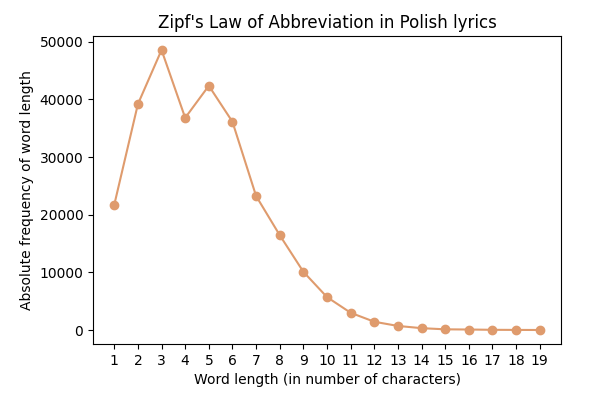 Zipf's Law of Abbreviation in Polish lyrics
Absolute frequency of word length
50000
40000
30000
20000
10000
0
1 2 3 4 5 6 7 8 9 10 11 12 13 14 15 16 17 18 19
Word length (in number of characters)